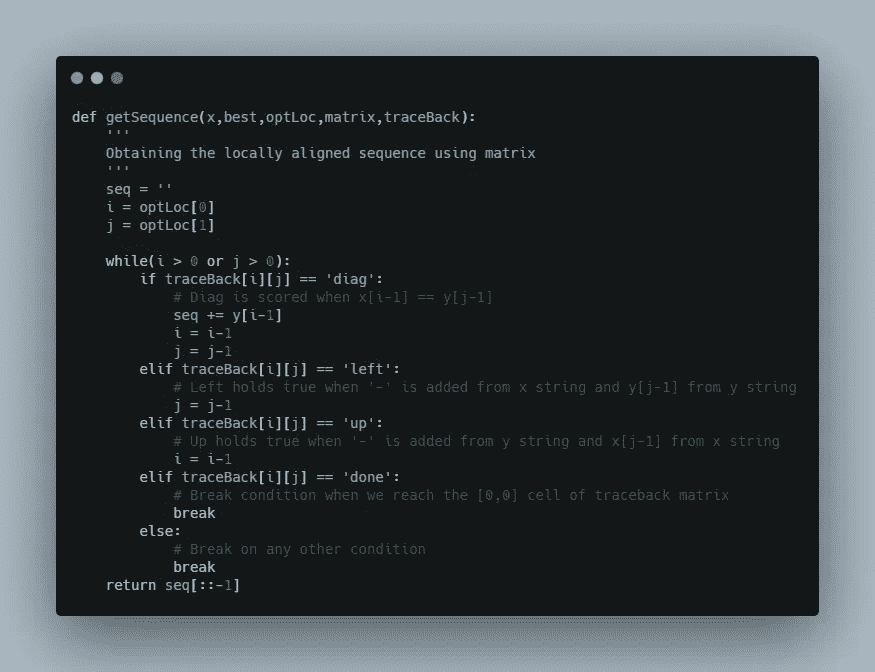 def getSequence(x,best,optLoc,matrix,traceBack):
    '''
    Obtaining the locally aligned sequence using matrix
    '''
    seq = ''
    i = optLoc[0]
    j = optLoc[1]

    while(i > 0 or j > 0):
        if traceBack[i][j] == 'diag':
            # Diag is scored when x[i-1] == y[j-1]
            seq += y[i-1]
            i = i-1
            j = j-1
        elif traceBack[i][j] == 'left':
            # Left holds true when '-' is added from x string and y[j-1] from y string
            j = j-1
        elif traceBack[i][j] == 'up':
            # Up holds true when '-' is added from y string and x[j-1] from x string
            i = i-1
        elif traceBack[i][j] == 'done':
            # Break condition when we reach the [0,0] cell of traceback matrix
            break
        else:
            # Break on any other condition
            break
    return seq[::-1]